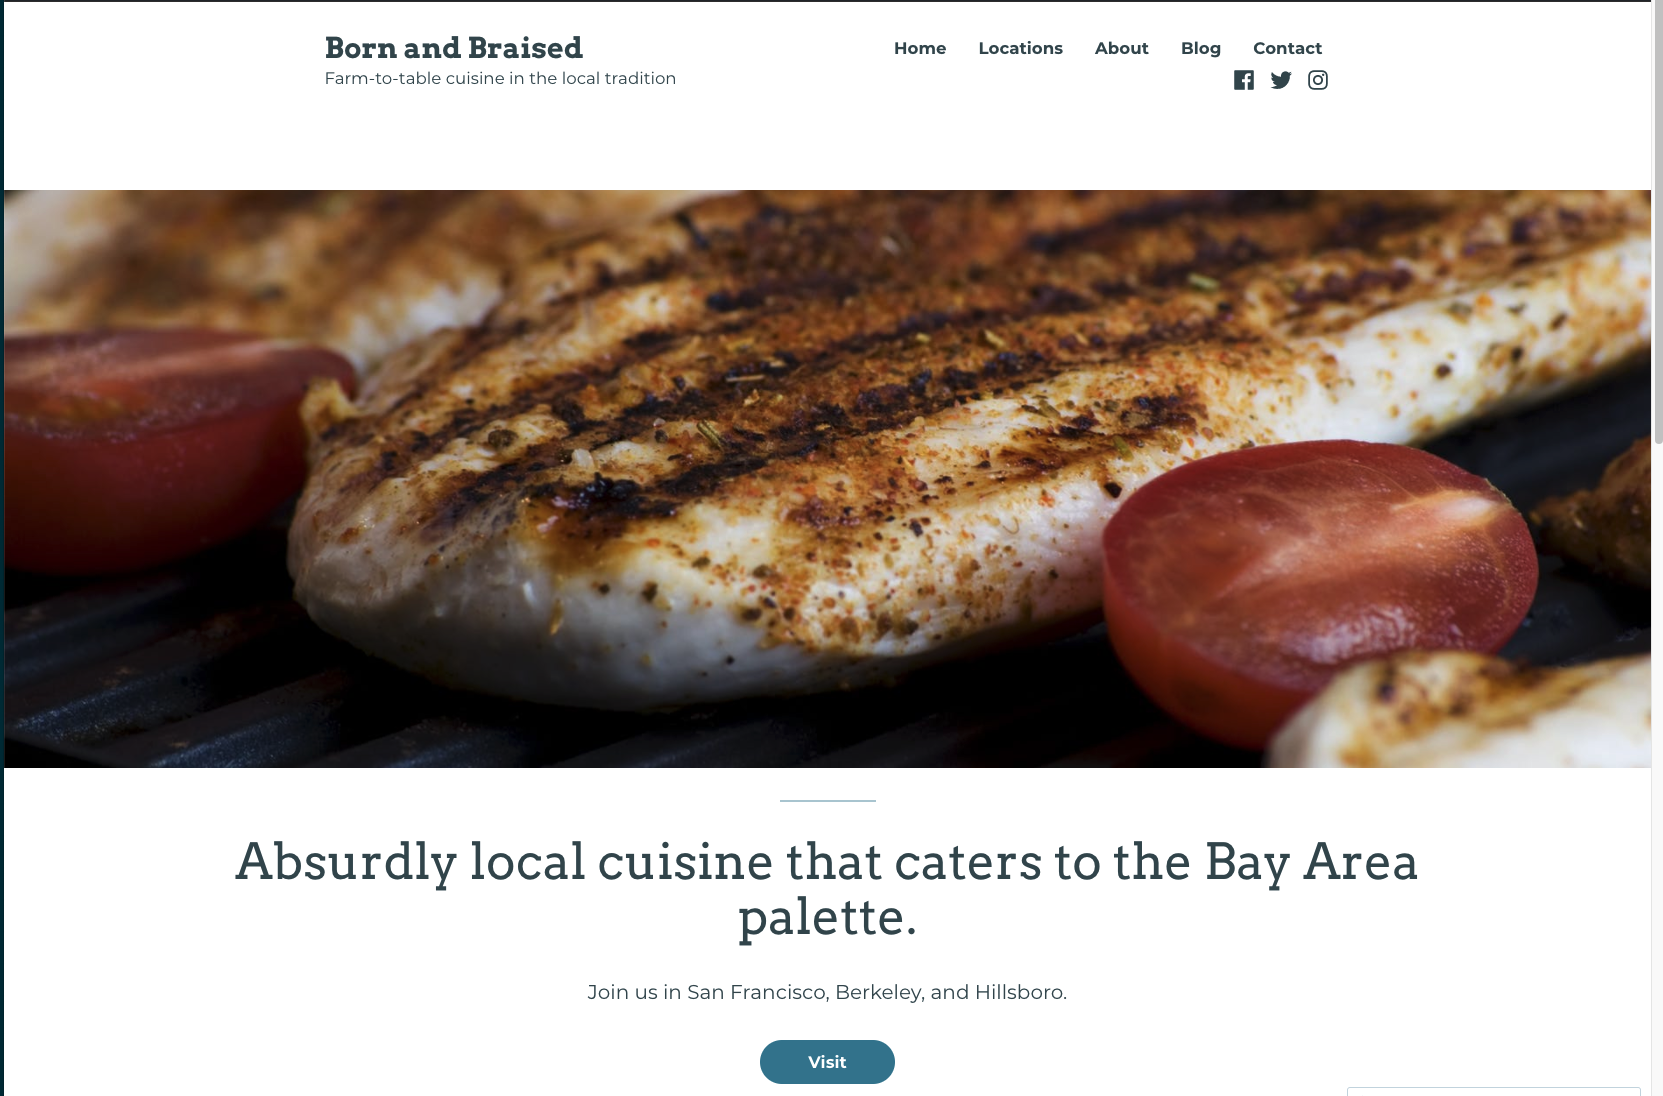 Born and Braised
Farm-to-table cuisine in the local tradition
Home Locations About Blog Contact
Absurdly local cuisine that caters to the Bay Area
palette.
Join us in San Francisco, Berkeley, and Hillsboro.
Visit